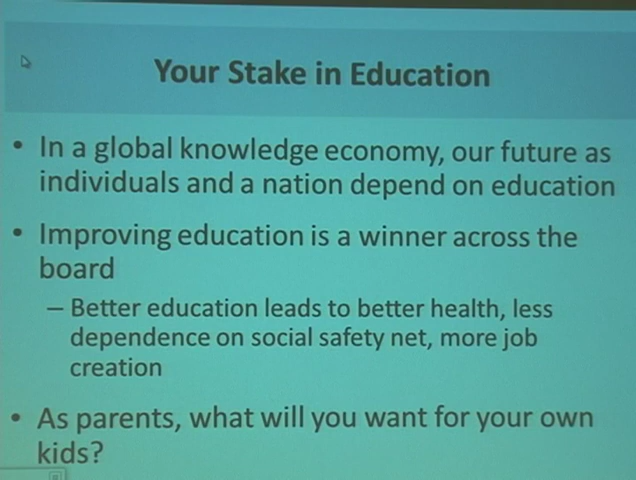 Your Stake in Education
• In a global knowledge economy, our future as
individuals and a nation depend on education
• Improving education is a winner across the
board
– Better education leads to better health, less
dependence on social safety net, more job
creation
• As parents, what will you want for your own
kids?